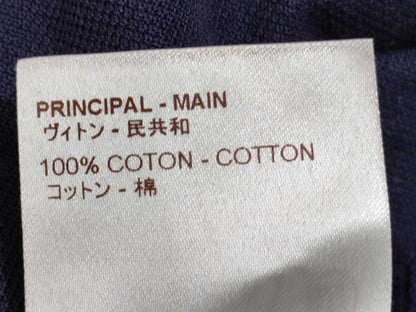 PRINCIPAL - MAIN
ヴィトン - 民共和
100% COTON - COTTON
コットン - 棉